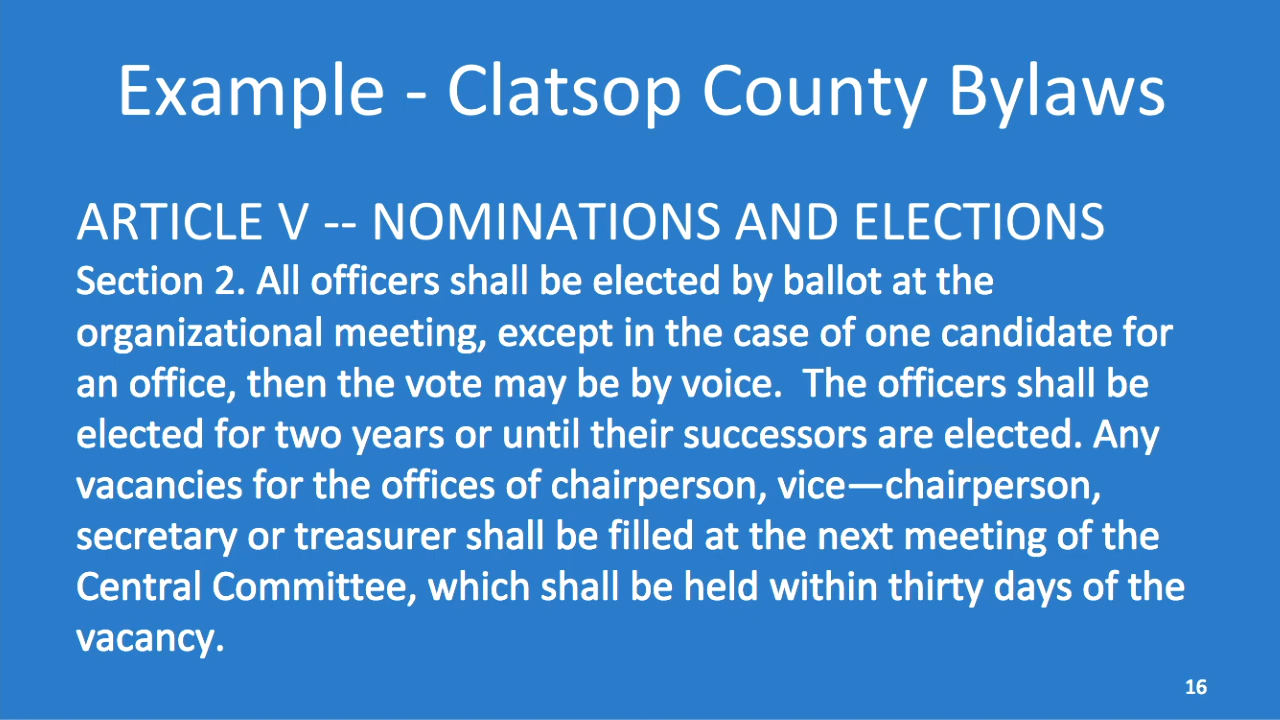 Example - Clatsop County Bylaws
ARTICLE V -- NOMINATIONS AND ELECTIONS
Section 2. All officers shall be elected by ballot at the
organizational meeting, except in the case of one candidate for
an office, then the vote may be by voice.  The officers shall be
elected for two years or until their successors are elected. Any
vacancies for the offices of chairperson, vice—chairperson,
secretary or treasurer shall be filled at the next meeting of the
Central Committee, which shall be held within thirty days of the
vacancy.
16